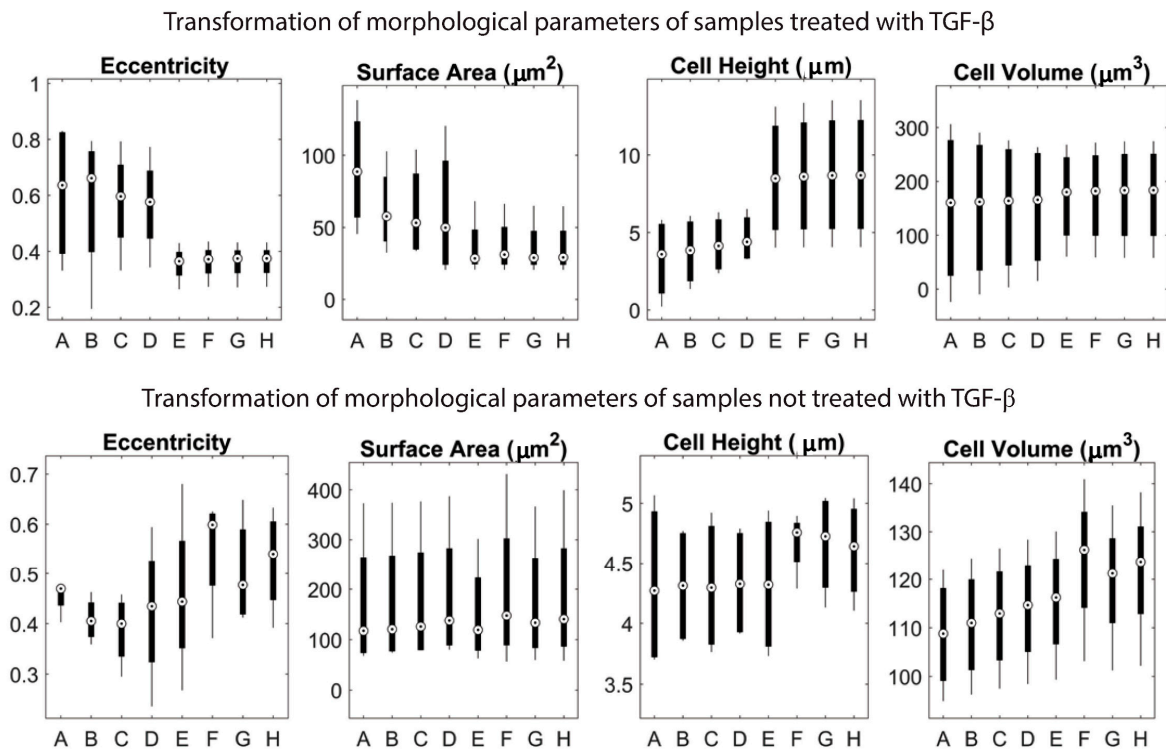 Transformation of morphological parameters of samples treated with TGF-β
Eccentricity
1
0.8
0.6
0.4
0.2
A B C D E F G H
Surface Area (μm²)
100
50
0
A B C D E F G H
Cell Height ( μm)
10
5
0
A B C D E F G H
Cell Volume (μm³)
300
200
100
0
A B C D E F G H
Transformation of morphological parameters of samples not treated with TGF-β
Eccentricity
0.7
0.6
0.5
0.4
0.3
A B C D E F G H
Surface Area (μm²)
400
300
200
100
0
A B C D E F G H
Cell Height ( μm)
5
4.5
4
3.5
A B C D E F G H
Cell Volume (μm³)
140
130
120
110
100
A B C D E F G H